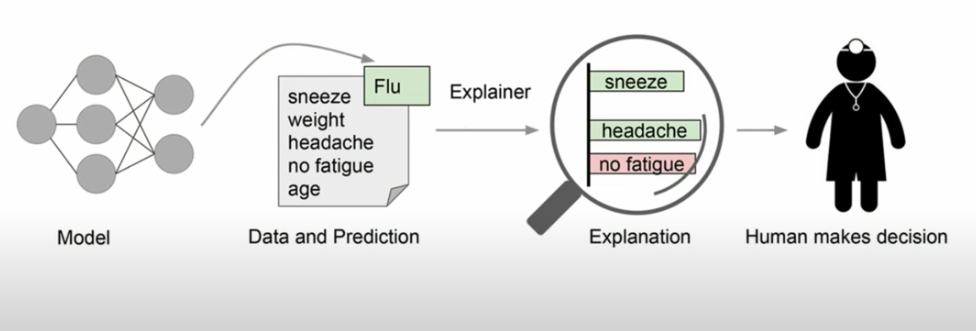 Flu
sneeze
weight
headache
no fatigue
age
Explainer
sneeze
headache
no fatigue
Model
Data and Prediction
Explanation
Human makes decision